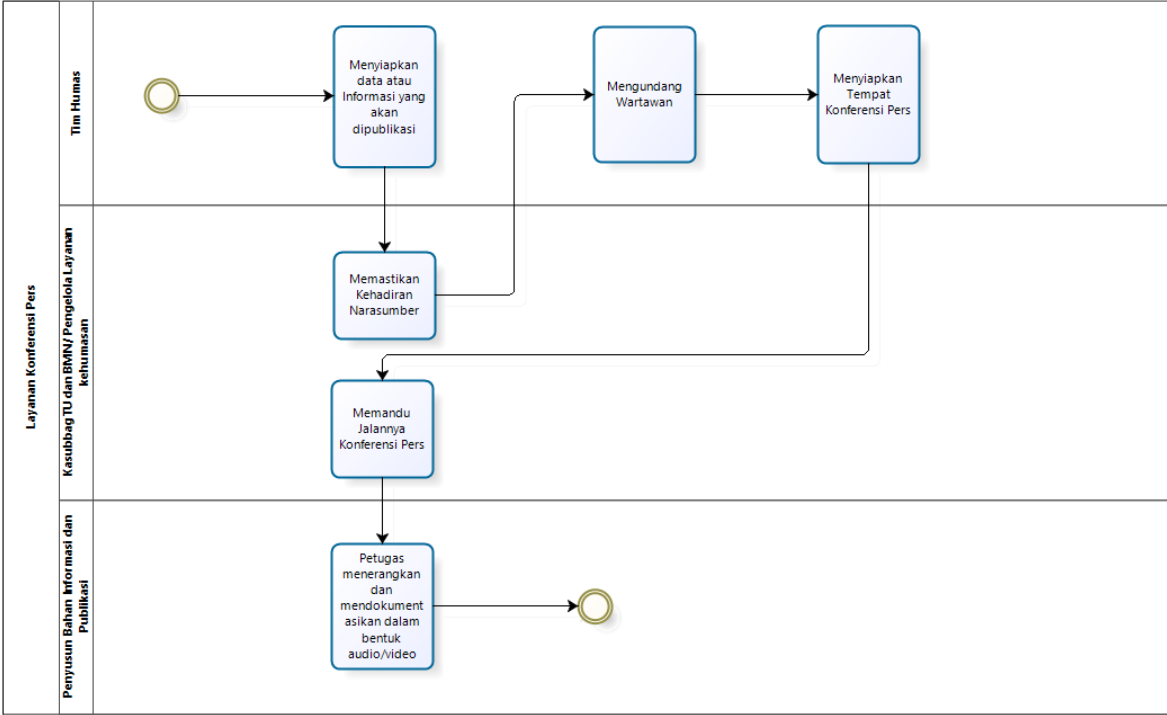 Layanan Konferensi Pers
Tim Humas
Menyiapkan
data atau
Informasi yang
akan
dipublikasi
Mengundang
Wartawan
Menyiapkan
Tempat
Konferensi Pers
Kasubbag TU dan BMN/ Pengelola Layanan
kehumasan
Memastikan
Kehadiran
Narasumber
Memandu
Jalannya
Konferensi Pers
Penyusun Bahan Informasi dan
Publikasi
Petugas
menerangkan
dan
mendokument
asikan dalam
bentuk
audio/video